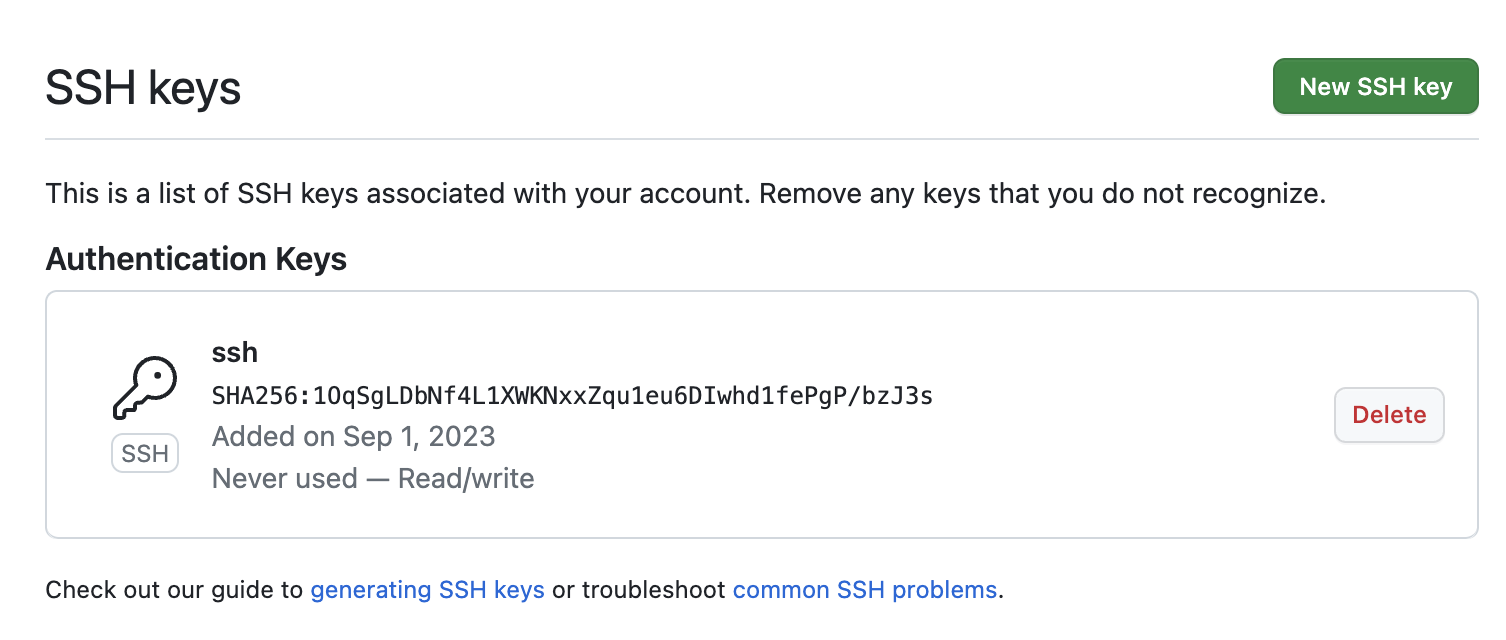 SSH keys
New SSH key
This is a list of SSH keys associated with your account. Remove any keys that you do not recognize.
Authentication Keys
ssh
SHA256:1OqSgLDbNf4L1XWKNxxZqu1eu6DIwhd1fePgP/bzJ3s
Added on Sep 1, 2023
Never used — Read/write
SSH
Delete
Check out our guide to generating SSH keys or troubleshoot common SSH problems.